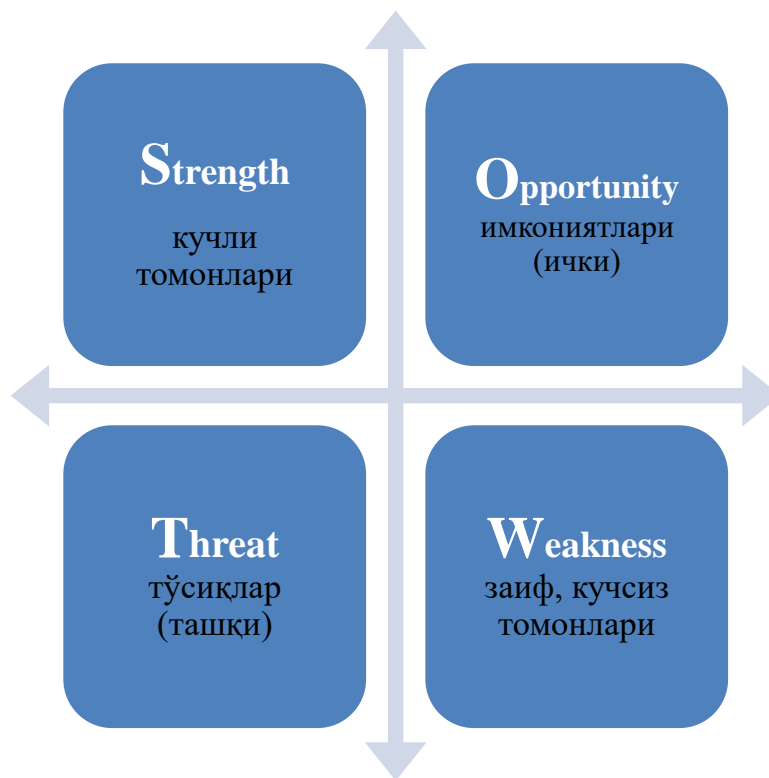 Strength
кучли
томонлари
Opportunity
имкониятлари
(ички)
Threat
тўсиқлар
(ташқи)
Weakness
заиф, кучсиз
томонлари